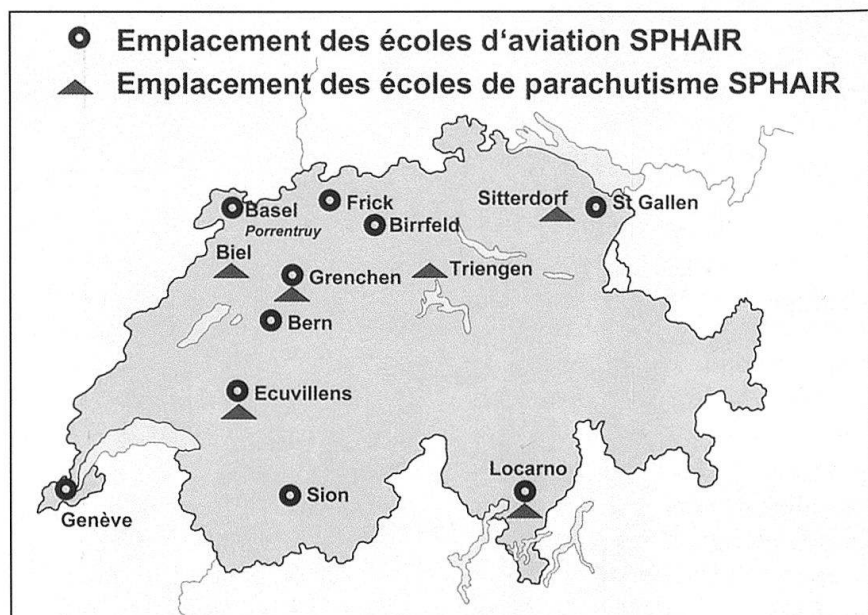 Emplacement des écoles d‘aviation SPHAIR
Emplacement des écoles de parachutisme SPHAIR
Basel
Porrentruy
Frick
Birrfeld
Sitterdorf
St Gallen
Biel
Grenchen
Triengen
Bern
Ecuvillens
Genève
Sion
Locarno